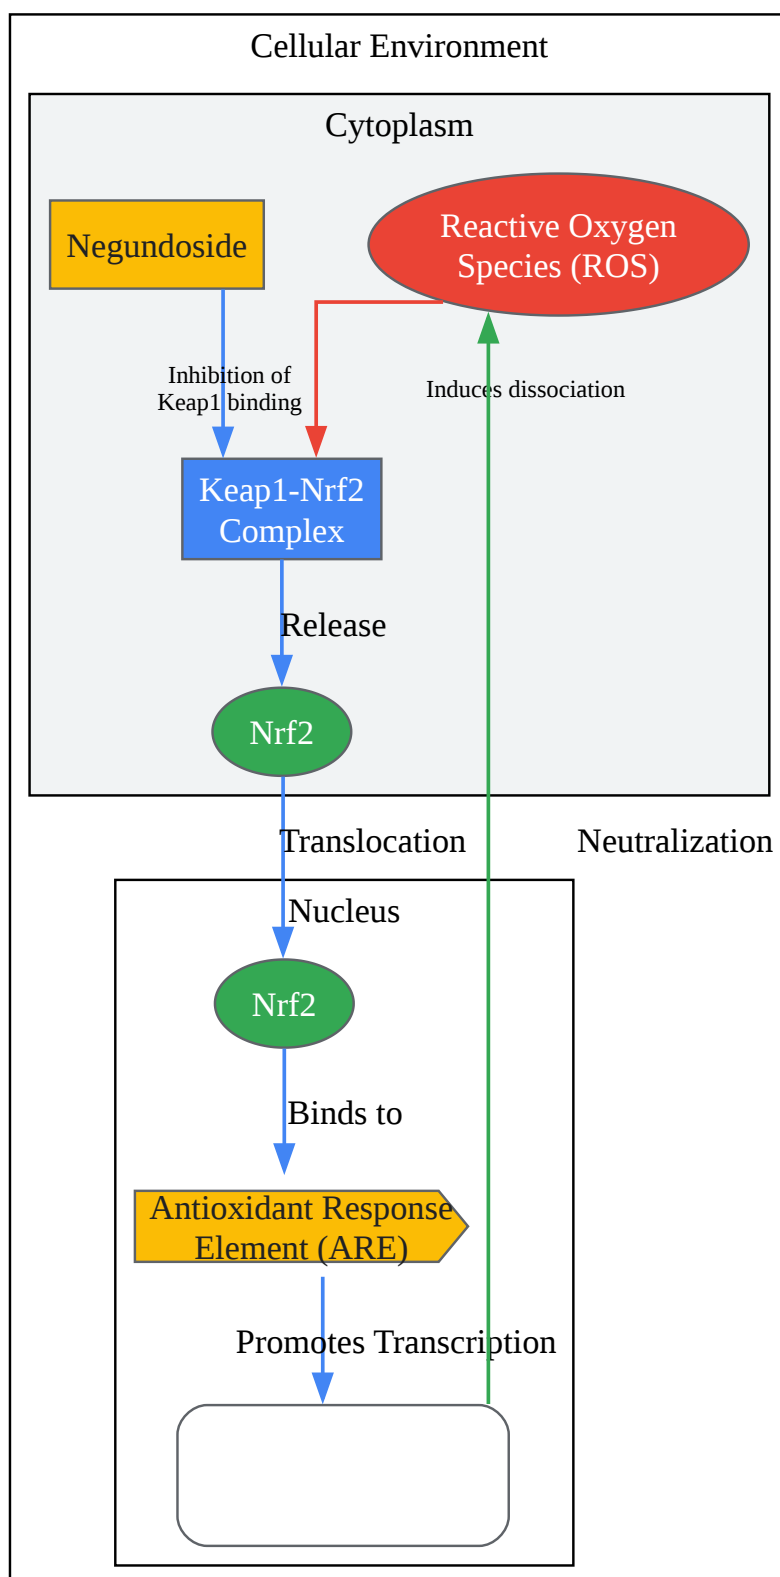 Cellular Environment
Cytoplasm
Negundoside
Reactive Oxygen
Species (ROS)
Inhibition of
Keap1 binding
Induces dissociation
Keap1-Nrf2
Complex
Release
Nrf2
Translocation
Neutralization
Nucleus
Nrf2
Binds to
Antioxidant Response
Element (ARE)
Promotes Transcription